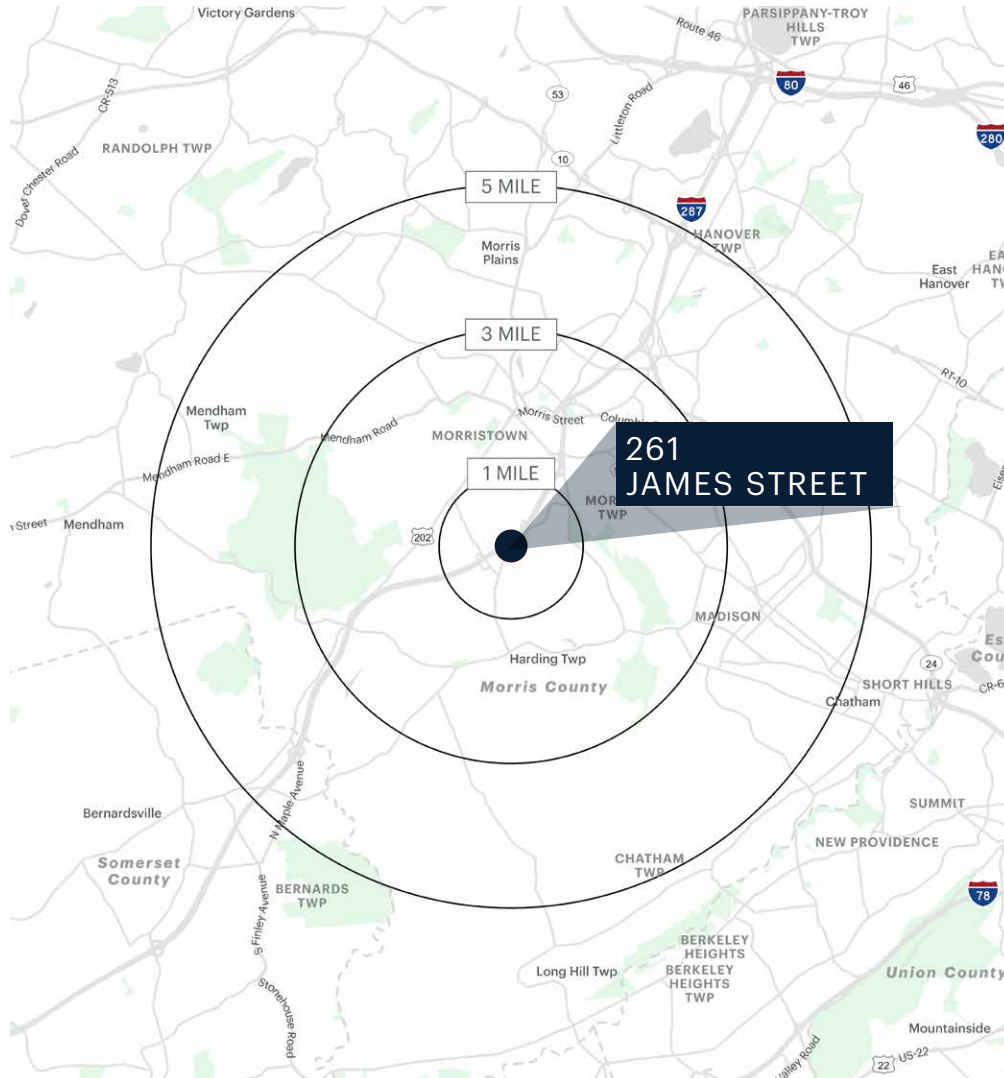 Victory Gardens
PARSIPPANY-TROY
HILLS
TWP
Route 46
80
46
CR-513
53
Littleton Road
280
RANDOLPH TWP
10
Dover Chester Road
5 MILE
287
HANOVER
TWP
Morris
Plains
East
Hanover
3 MILE
RT-10
Mendham
Twp
Morris Street
Mendham Road
MORRISTOWN
261
JAMES STREET
Mendham Road E
1 MILE
TWP
Mendham
202
MADISON
Harding Twp
Morris County
24
SHORT HILLS
Chatham
N Maple Avenue
Bernardsville
SUMMIT
NEW PROVIDENCE
Somerset
County
CHATHAM
TWP
BERNARDS
TWP
78
S Finley Avenue
BERKELEY
HEIGHTS
Long Hill Twp
BERKELEY
HEIGHTS
TWP
Union County
Stonehouse Road
Mountainside
22
US-22